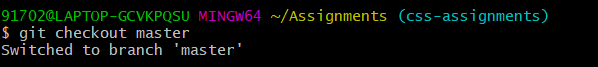 91702@LAPTOP-GCVKPQSU MINGW64 ~/Assignments (css-assignments)
$ git checkout master
Switched to branch 'master'